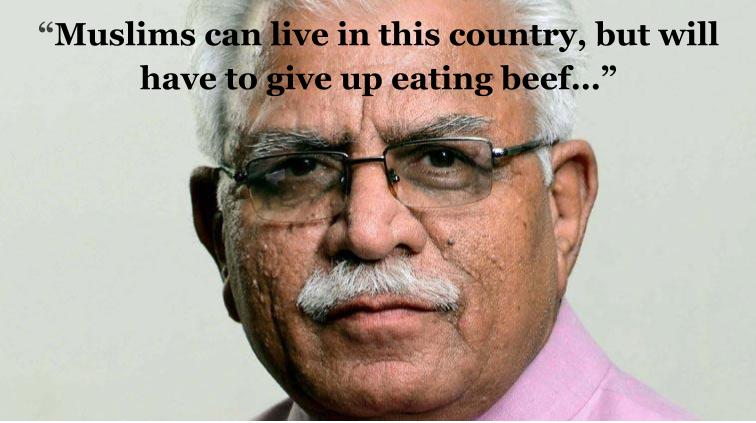 “Muslims can live in this country, but will
have to give up eating beef...”